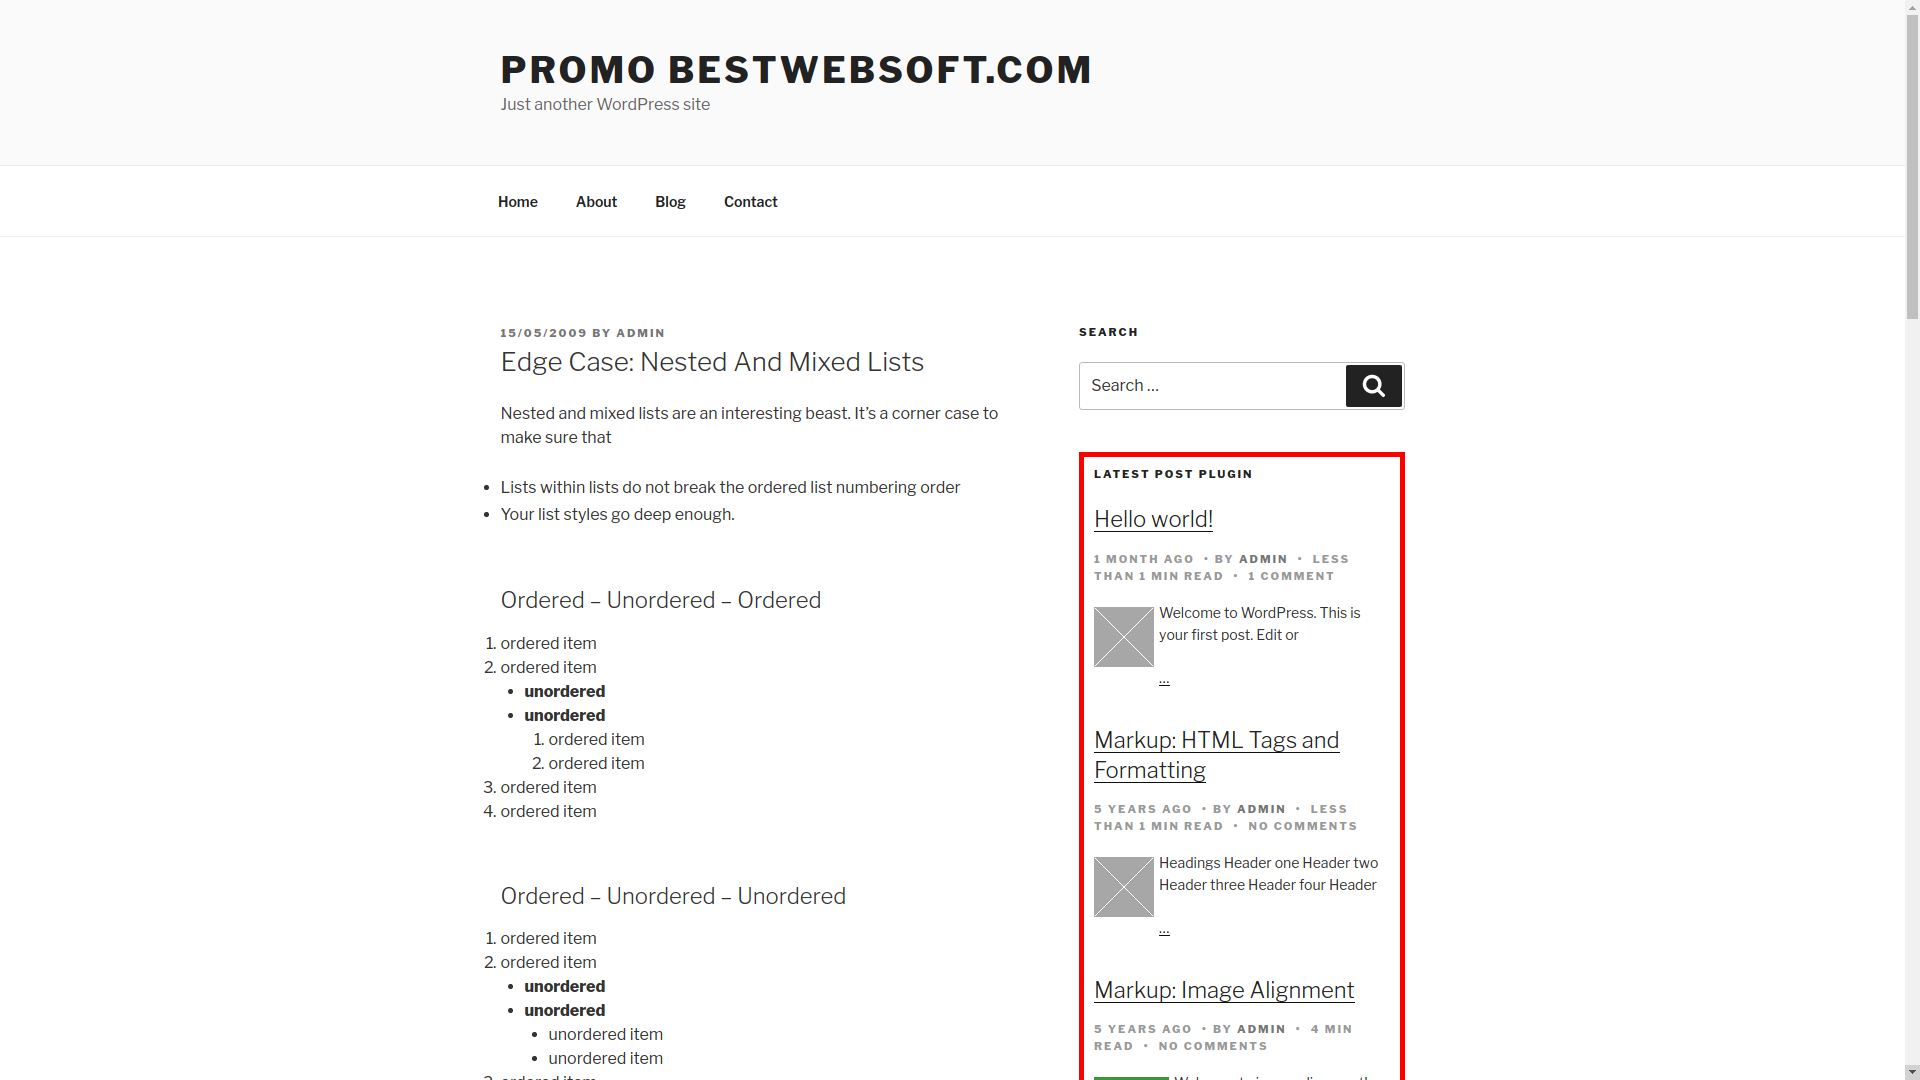 PROMO BESTWEBSOFT.COM
Just another WordPress site
Home
About
Blog
Contact
15/05/2009 BY ADMIN
Edge Case: Nested And Mixed Lists
Nested and mixed lists are an interesting beast. It’s a corner case to
make sure that
• Lists within lists do not break the ordered list numbering order
• Your list styles go deep enough.
Ordered – Unordered – Ordered
1. ordered item
2. ordered item
• unordered
• unordered
1. ordered item
2. ordered item
3. ordered item
4. ordered item
Ordered – Unordered – Unordered
1. ordered item
2. ordered item
• unordered
• unordered
• unordered item
• unordered item
3. ordered item
SEARCH
Search …
LATEST POST PLUGIN
Hello world!
1 MONTH AGO • BY ADMIN • LESS
THAN 1 MIN READ • 1 COMMENT
Welcome to WordPress. This is
your first post. Edit or
...
Markup: HTML Tags and
Formatting
5 YEARS AGO • BY ADMIN • LESS
THAN 1 MIN READ • NO COMMENTS
Headings Header one Header two
Header three Header four Header
...
Markup: Image Alignment
5 YEARS AGO • BY ADMIN • 4 MIN
READ • NO COMMENTS